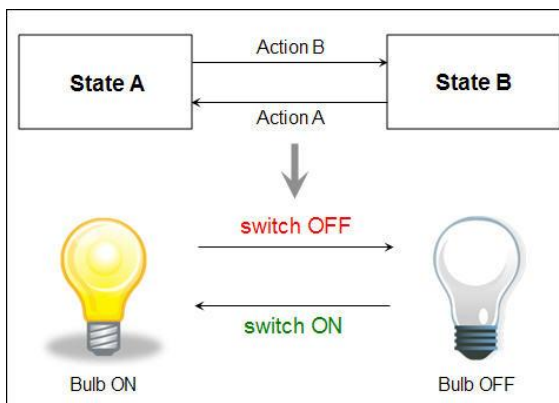 Action B
State A
State B
Action A
switch OFF
switch ON
Bulb ON
Bulb OFF